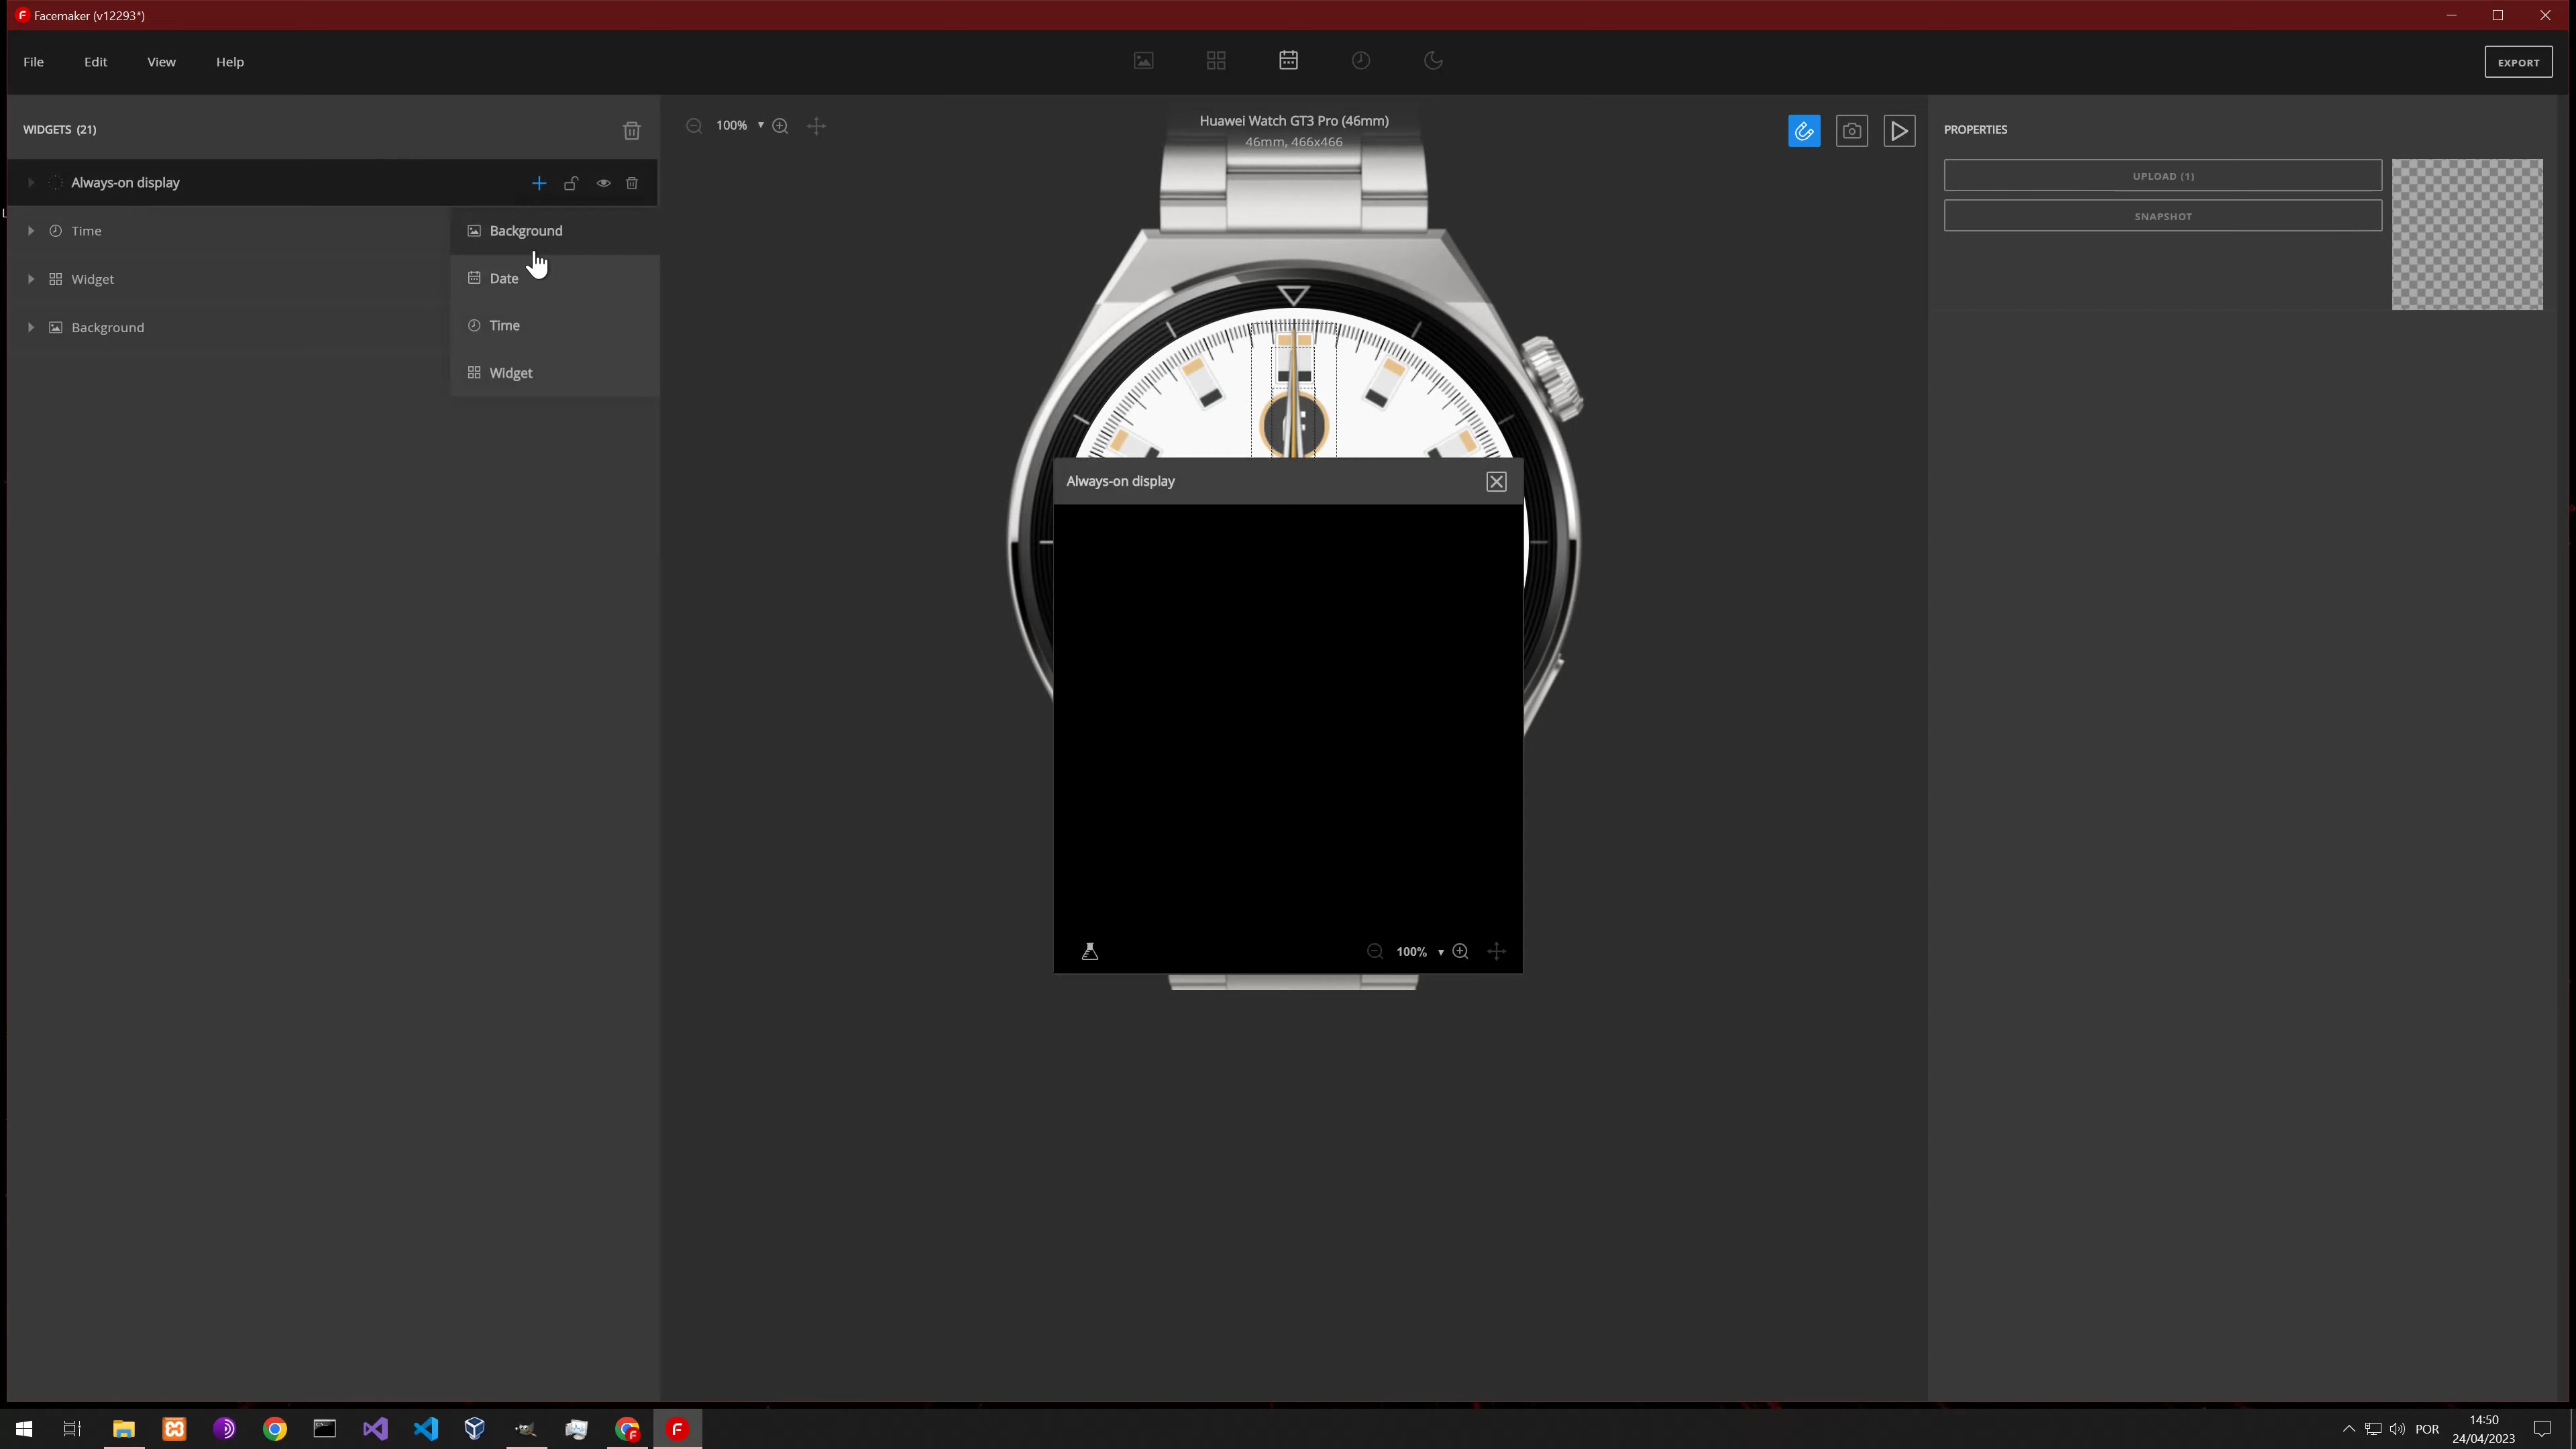 Facemaker (v12293*)
File Edit View Help
EXPORT
WIDGETS (21)
Always-on display
Time
Widget
Background
Background
Date
Time
Widget
100%
Huawei Watch GT3 Pro (46mm)
46mm, 466x466
Always-on display
100%
PROPERTIES
UPLOAD (1)
SNAPSHOT
POR
14:50
24/04/2023